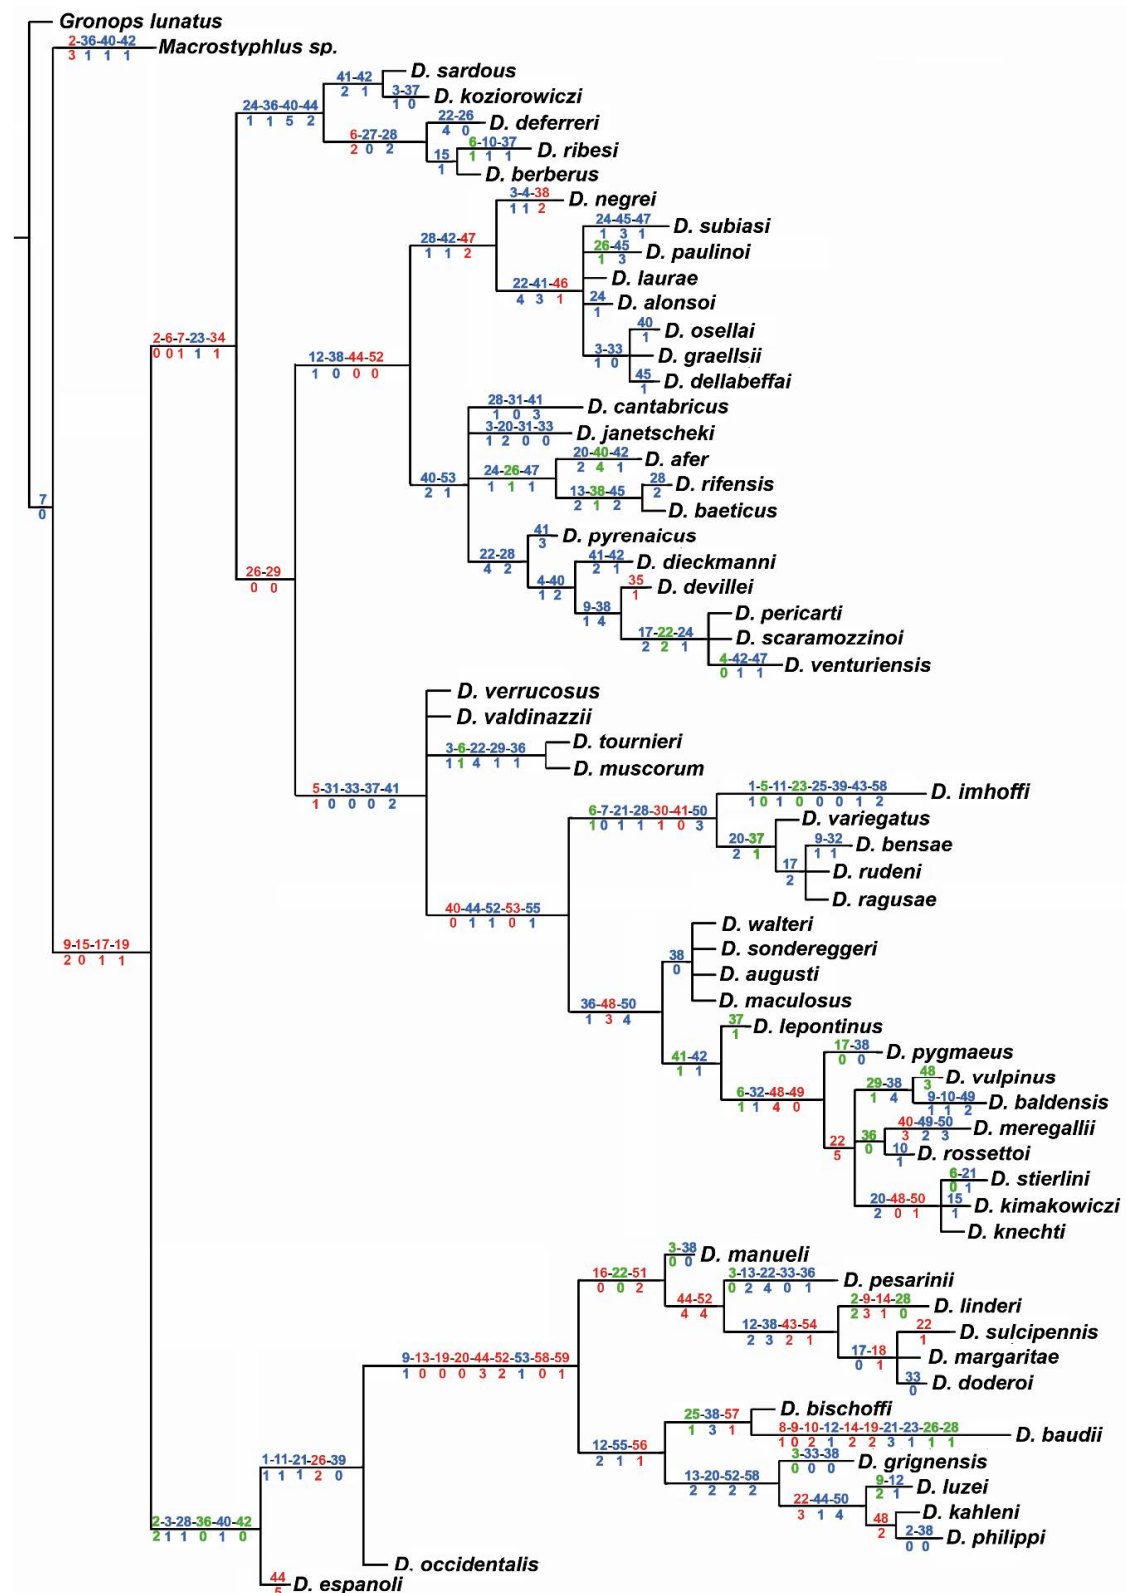 Gronops lunatus
2-36-40-42
3 1 1 1
Macrostyphlus sp.
D. sardous
41-42
2 1
3-37
1 0
D. koziorowiczi
24-36-40-44
1 1 5 2
22-26
4 0
D. deferreri
6-27-28
2 0 2
6-10-37
1 1 1
D. ribesi
15
1
D. berberus
3-4-38
1 1 2
D. negrei
24-45-47
1 3 1
D. subiasi
28-42-47
1 1 2
26-45
1 3
D. paulinoi
D. laurae
22-41-46
4 3 1
24
1
D. alonsoi
40
1
D. osellai
2-6-7-23-34
0 0 1 1 1
3-33
1 0
D. graellsii
12-38-44-52
1 0 0 0
45
1
D. dellabeffai
28-31-41
1 0 3
D. cantabricus
3-20-31-33
1 2 0 0
D. janetscheki
20-40-42
2 4 1
D. afer
40-53
2 1
24-26-47
1 1 1
28
2
D. rifensis
13-38-45
2 1 2
D. baeticus
7
0
41
3
D. pyrenaicus
22-28
4 2
41-42
2 1
D. dieckmanni
26-29
0 0
4-40
1 2
35
1
D. devillei
9-38
1 4
D. pericarti
17-22-24
2 2 1
D. scaramozzinoi
4-42-47
0 1 1
D. venturiensis
D. verrucosus
D. valdinazzii
D. tournieri
3-6-22-29-36
1 1 4 1 1
D. muscorum
5-31-33-37-41
1 0 0 0 2
1-5-11-23-25-39-43-58
1 0 1 0 0 0 1 2
D. imhoffi
6-7-21-28-30-41-50
1 0 1 1 1 0 3
D. variegatus
20-37
2 1
9-32
1 1
D. bensae
17
2
D. rudeni
D. ragusae
40-44-52-53-55
0 1 1 0 1
D. walteri
9-15-17-19
2 0 1 1
38
0
D. sondereggeri
D. augusti
D. maculosus
36-48-50
1 3 4
37
1
D. lepontinus
41-42
1 1
17-38
0 0
D. pygmaeus
6-32-48-49
1 1 4 0
29-38
1 4
48
3
D. vulpinus
9-10-49
1 1 2
D. baldensis
40-49-50
3 2 3
D. meregallii
22
5
36
0
10
1
D. rossettoi
6-21
0 1
D. stierlini
20-48-50
2 0 1
15
1
D. kimakowiczi
D. knechti
3-38
0 0
D. manueli
16-22-51
0 0 2
3-13-22-33-36
0 2 4 0 1
D. pesarinii
44-52
4 4
2-9-14-28
2 3 1 0
D. linderi
12-38-43-54
2 3 2 1
22
1
D. sulcipennis
17-18
0 1
D. margaritae
9-13-19-20-44-52-53-58-59
1 0 0 0 3 2 1 0 1
33
0
D. doderoi
D. bischoffi
25-38-57
1 3 1
8-9-10-12-14-19-21-23-26-28
1 0 2 1 2 2 3 1 1 1
D. baudii
12-55-56
2 1 1
3-33-38
0 0 0
D. grignensis
1-11-21-26-39
1 1 1 2 0
13-20-52-58
2 2 2 2
9-12
2 1
D. luzei
22-44-50
3 1 4
D. kahleni
48
2
2-38
0 0
D. philippi
2-3-28-36-40-42
2 1 1 0 1 0
D. occidentalis
44
5
D. espanoli